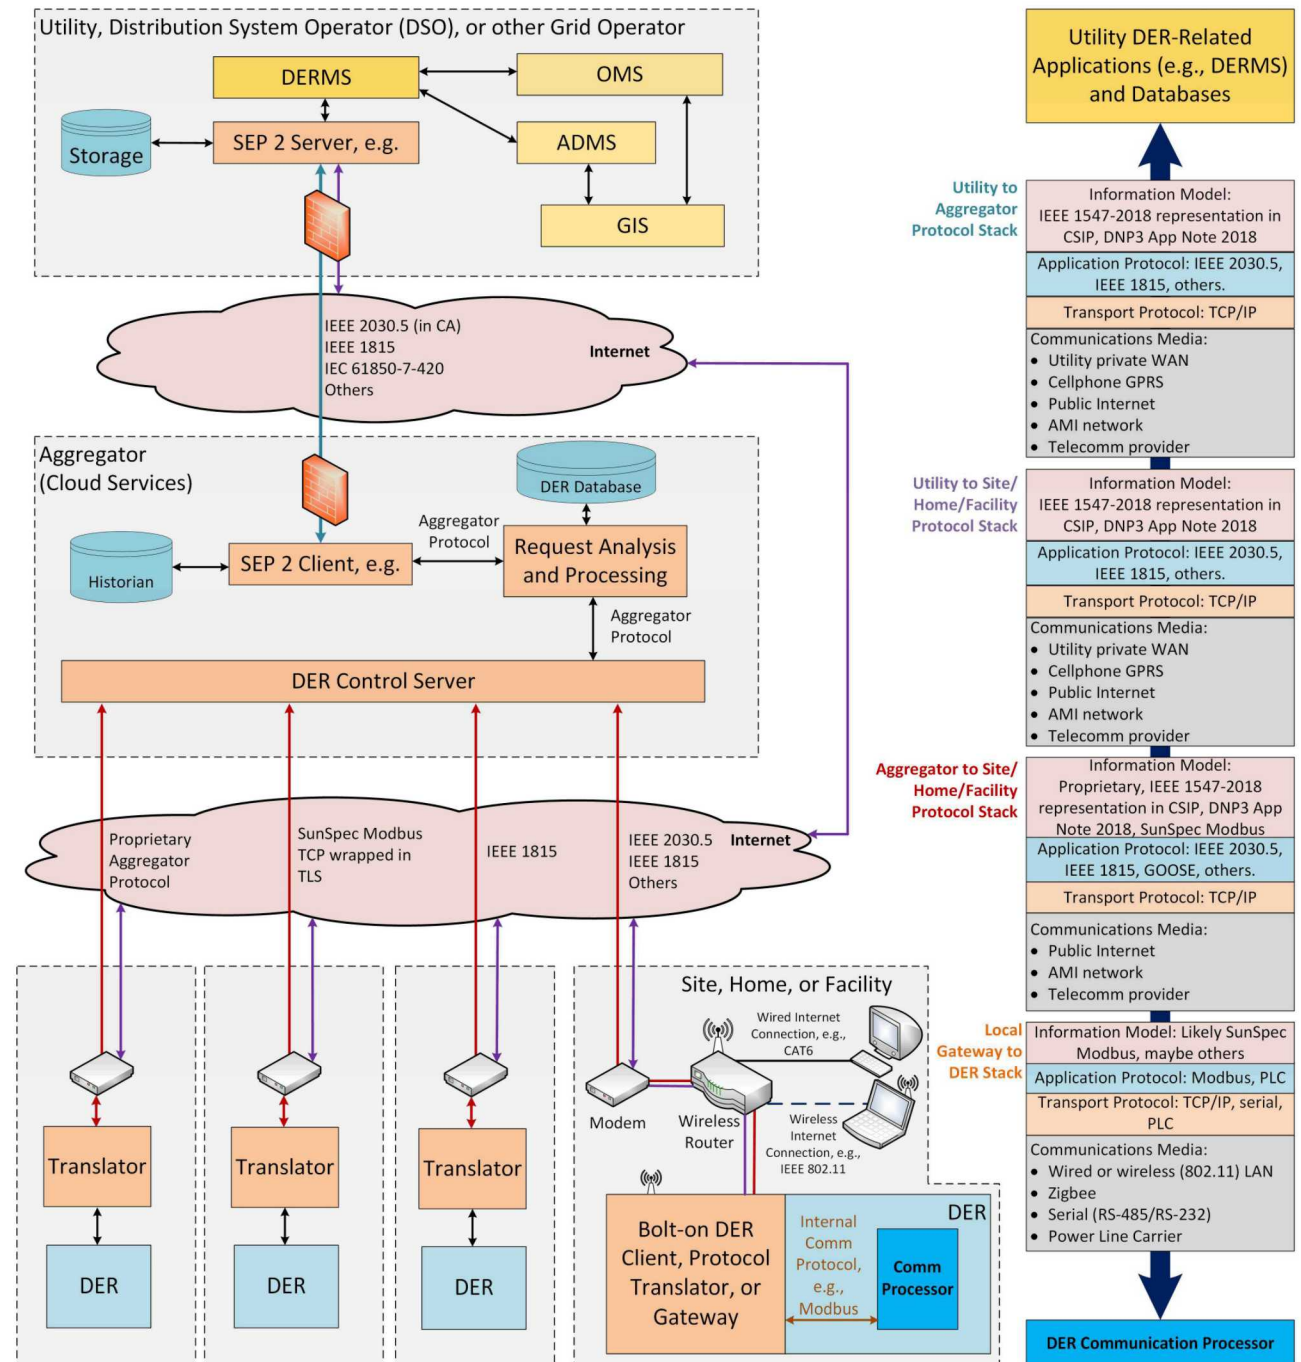 Utility, Distribution System Operator (DSO), or other Grid Operator
DERMS
OMS
Storage
SEP 2 Server, e.g.
ADMS
GIS
IEEE 2030.5 (in CA)
IEEE 1815
IEC 61850-7-420
Others
Internet
Aggregator
(Cloud Services)
DER Database
Aggregator
Protocol
Historian
SEP 2 Client, e.g.
Request Analysis
and Processing
Aggregator
Protocol
DER Control Server
Proprietary
Aggregator
Protocol
SunSpec Modbus
TCP wrapped in
TLS
IEEE 1815
IEEE 2030.5
IEEE 1815
Others
Internet
Translator
DER
Translator
DER
Translator
DER
Site, Home, or Facility
Wired Internet
Connection, e.g.,
CAT6
Modem
Wireless
Router
Wireless
Internet
Connection, e.g.,
IEEE 802.11
Bolt-on DER
Client, Protocol
Translator, or
Gateway
DER
Internal
Comm
Protocol,
e.g.,
Modbus
Comm
Processor
Utility DER-Related
Applications (e.g., DERMS)
and Databases
Utility to
Aggregator
Protocol Stack
Information Model:
IEEE 1547-2018 representation in
CSIP, DNP3 App Note 2018
Application Protocol: IEEE 2030.5,
IEEE 1815, others.
Transport Protocol: TCP/IP
Communications Media:
• Utility private WAN
• Cellphone GPRS
• Public Internet
• AMI network
• Telecomm provider
Utility to Site/
Home/Facility
Protocol Stack
Information Model:
IEEE 1547-2018 representation in
CSIP, DNP3 App Note 2018
Application Protocol: IEEE 2030.5,
IEEE 1815, others.
Transport Protocol: TCP/IP
Communications Media:
• Utility private WAN
• Cellphone GPRS
• Public Internet
• AMI network
• Telecomm provider
Aggregator to Site/
Home/Facility
Protocol Stack
Information Model:
Proprietary, IEEE 1547-2018
representation in CSIP, DNP3 App
Note 2018, SunSpec Modbus
Application Protocol: IEEE 2030.5,
IEEE 1815, GOOSE, others.
Transport Protocol: TCP/IP
Communications Media:
• Public Internet
• AMI network
• Telecomm provider
Local
Gateway to
DER Stack
Information Model: Likely SunSpec
Modbus, maybe others
Application Protocol: Modbus, PLC
Transport Protocol: TCP/IP, serial,
PLC
Communications Media:
• Wired or wireless (802.11) LAN
• Zigbee
• Serial (RS-485/RS-232)
• Power Line Carrier
DER Communication Processor